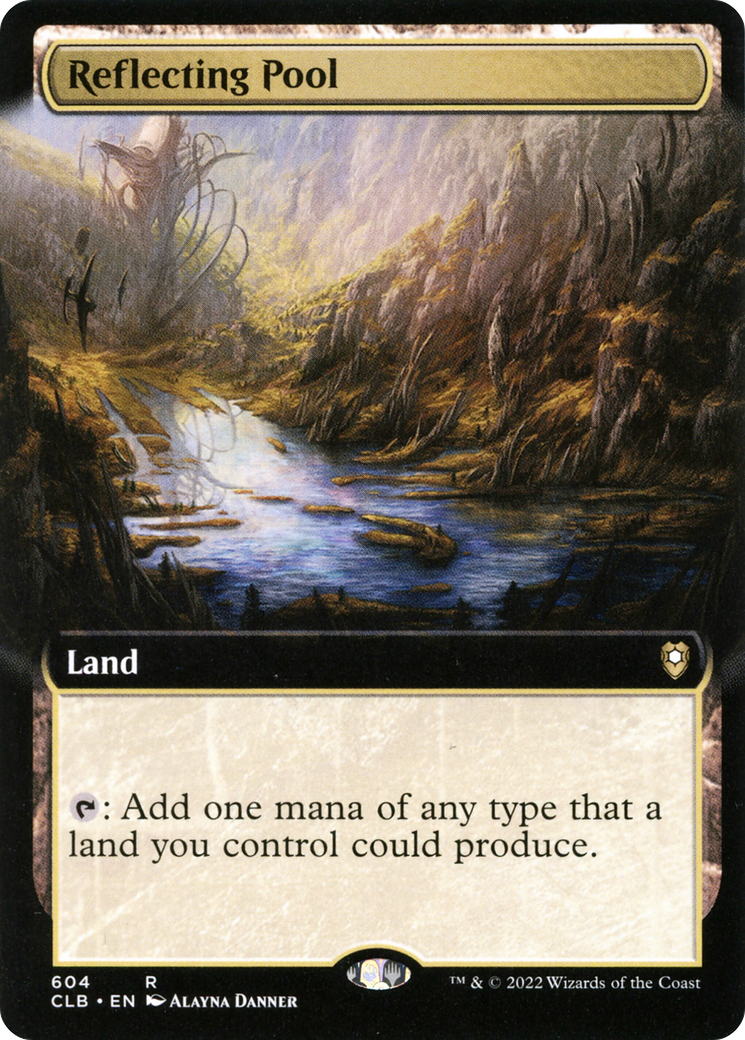 Reflecting Pool
Land
: Add one mana of any type that a
land you control could produce.
604 R
CLB • EN Alayna Danner
™ & © 2022 Wizards of the Coast